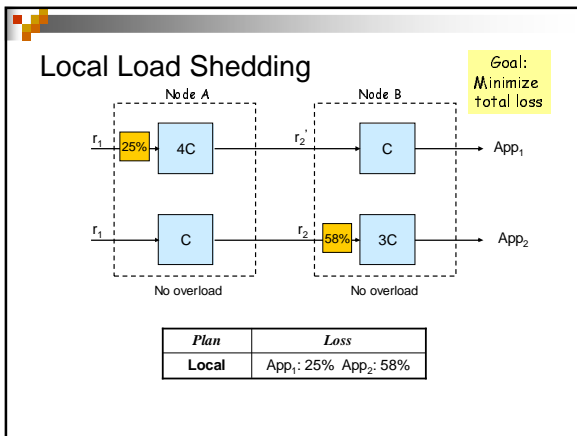 Local Load Shedding
Goal:
Minimize
total loss
Node A
Node B
r1
25%
4C
r2'
C
App1
r1
C
r2
58%
3C
App2
No overload
No overload
Plan Loss
Local App1: 25% App2: 58%